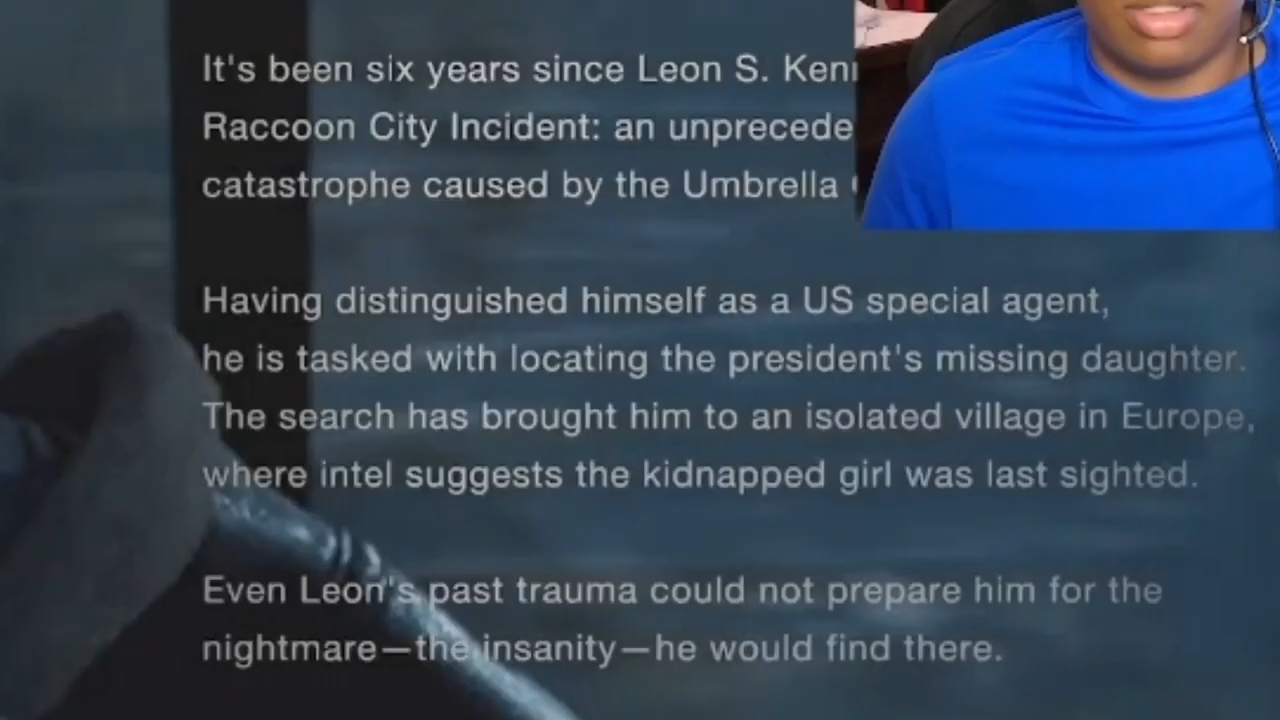 It's been six years since Leon S.
Raccoon City Incident: an
catastrophe caused by the Umbrella
Having distinguished himself as a US special agent,
he is tasked with locating the president's missing daughter.
The search has brought him to an isolated village in Europe,
where intel suggests the kidnapped girl was last sighted.
Even Leon's past trauma could not prepare him for the
nightmare—the insanity—he would find there.